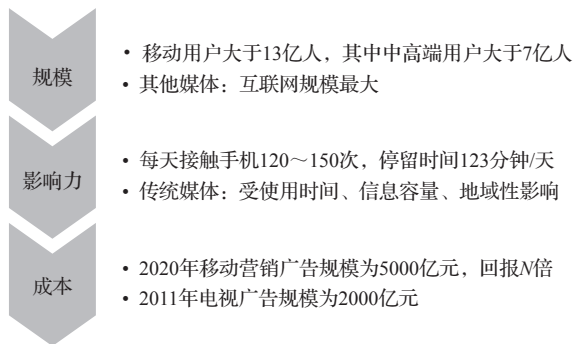 规模
• 移动用户大于13亿人，其中中高端用户大于7亿人
• 其他媒体：互联网规模最大
影响力
• 每天接触手机120～150次，停留时间123分钟/天
• 传统媒体：受使用时间、信息容量、地域性影响
成本
• 2020年移动营销广告规模为5000亿元，回报N倍
• 2011年电视广告规模为2000亿元